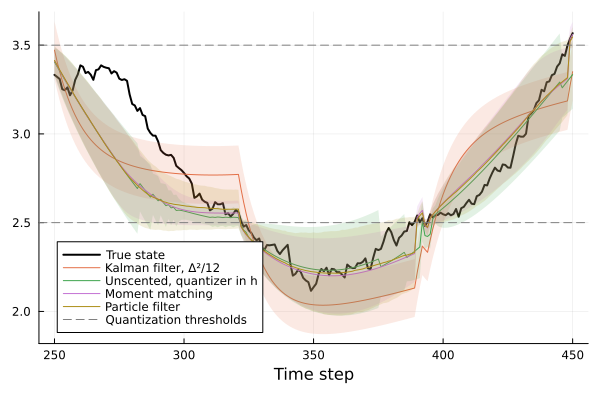 3.5
3.0
2.5
2.0
True state
Kalman filter, Δ²/12
Unscented, quantizer in h
Moment matching
Particle filter
Quantization thresholds
250 300 350 400 450
Time step